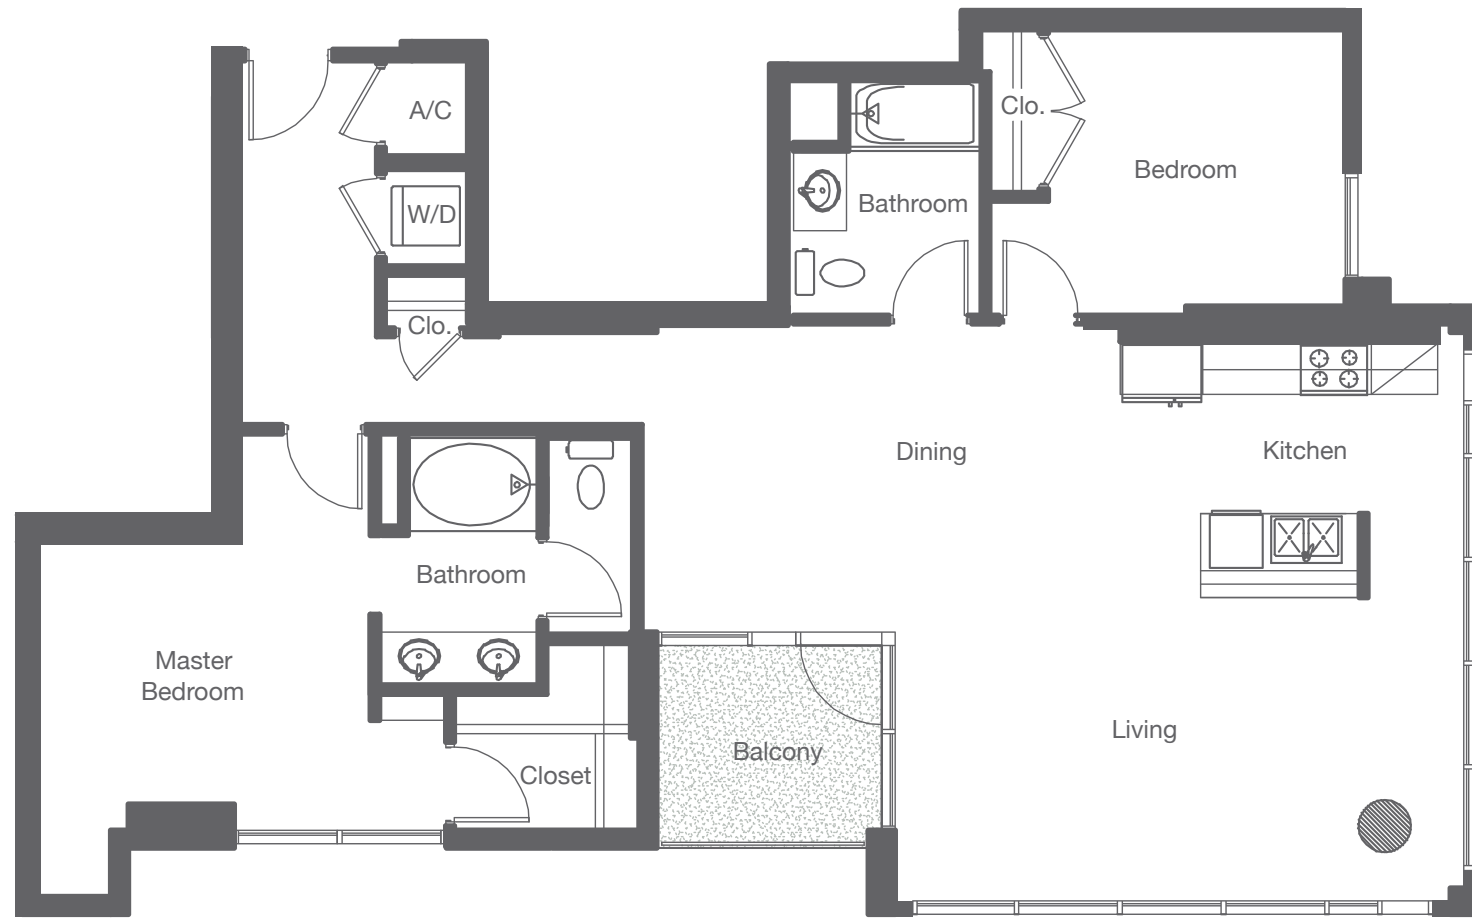 A/C
Clo.
Bedroom
W/D
Bathroom
Clo.
Dining
Kitchen
Bathroom
Master
Bedroom
Living
Balcony
Closet